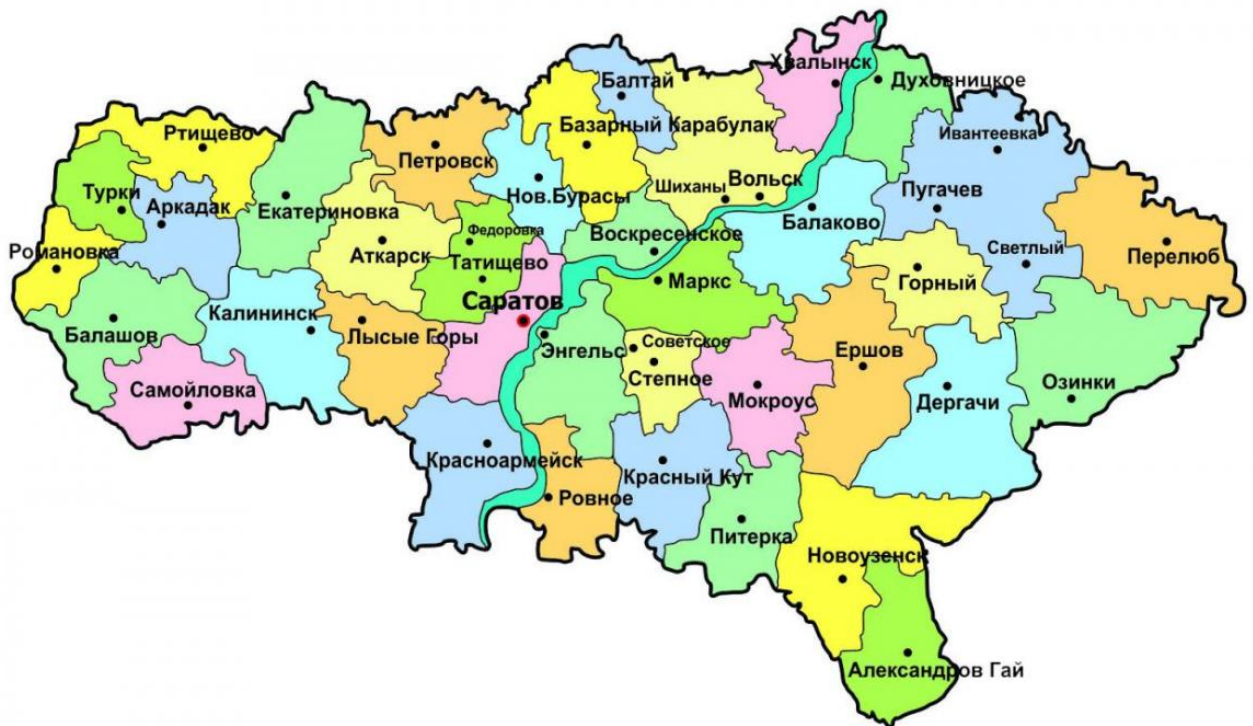 Хвалынск
Балтай
Духовницкое
Базарный Карабулак
Ртищево
Ивантеевка
Петровск
Турки
Аркадак
Екатериновка
Нов.Бурасы
Шиханы
Вольск
Балаково
Пугачев
Романовка
Федоровка
Воскресенское
Светлый
Перелюб
Аткарск
Татищево
Маркс
Горный
Саратов
Балашов
Калининск
Лысые Горы
Энгельс
Советское
Степное
Ершов
Самойловка
Мокроус
Дергачи
Озинки
Красноармейск
Ровное
Красный Кут
Питерка
Новоузенск
Александров Гай